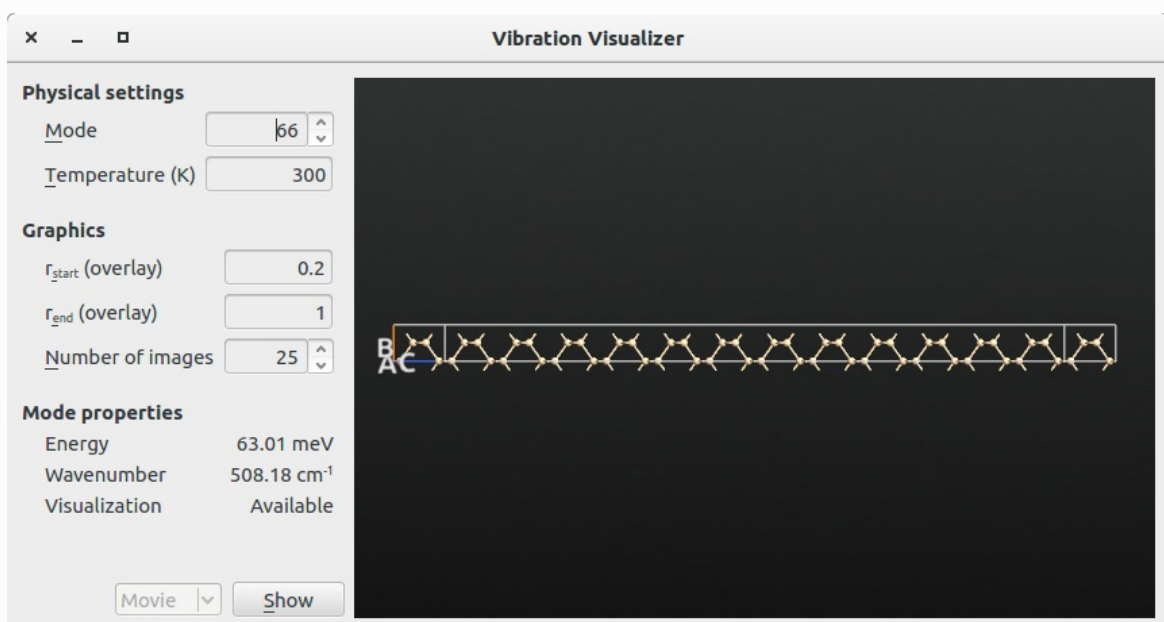 Vibration Visualizer
Physical settings
Mode 66
Temperature (K) 300
Graphics
rstart (overlay) 0.2
rend (overlay) 1
Number of images 25
Mode properties
Energy 63.01 meV
Wavenumber 508.18 cm-1
Visualization Available
Movie Show
B
AC